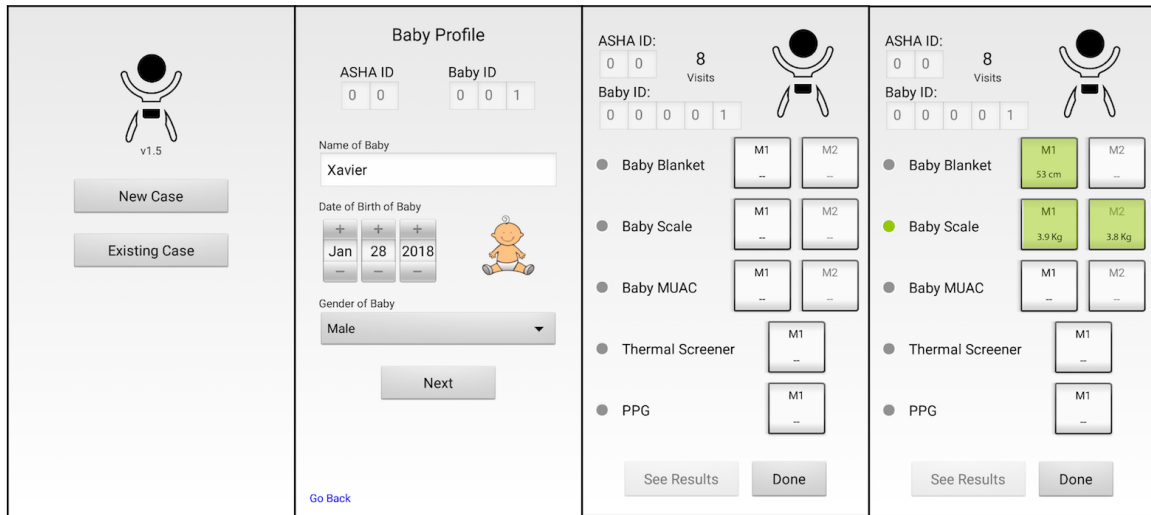 v1.5
New Case
Existing Case
Baby Profile
ASHA ID Baby ID
0 0 0 0 1
Name of Baby
Xavier
Date of Birth of Baby
+ + +
Jan 28 2018
− − −
Gender of Baby
Male
Next
Go Back
ASHA ID:
0 0
8
Visits
Baby ID:
0 0 0 0 1
Baby Blanket M1 M2
-- --
Baby Scale M1 M2
-- --
Baby MUAC M1 M2
-- --
Thermal Screener M1
--
PPG M1
--
See Results Done
ASHA ID:
0 0
8
Visits
Baby ID:
0 0 0 0 1
Baby Blanket M1 M2
53 cm --
Baby Scale M1 M2
3.9 Kg 3.8 Kg
Baby MUAC M1 M2
-- --
Thermal Screener M1
--
PPG M1
--
See Results Done